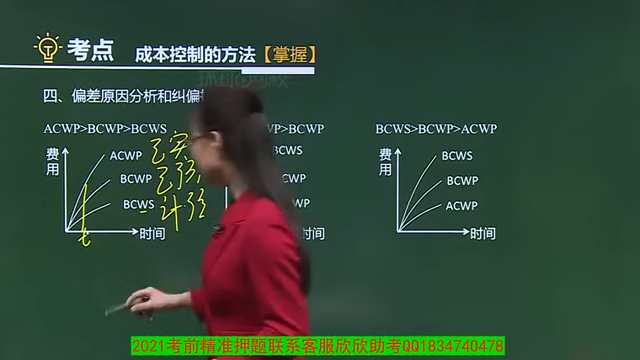 考点 成本控制的方法【掌握】
四、偏差原因分析和纠偏
ACWP>BCWP>BCWS
>BCWP
BCWS>BCWP>ACWP
费用
ACWP
BCWP
BCWS
时间
已实
已预
计预
t
CWS
WP
时间
费用
BCWS
BCWP
ACWP
时间
2021考前精准押题联系客服欣欣助考QQ1834740478